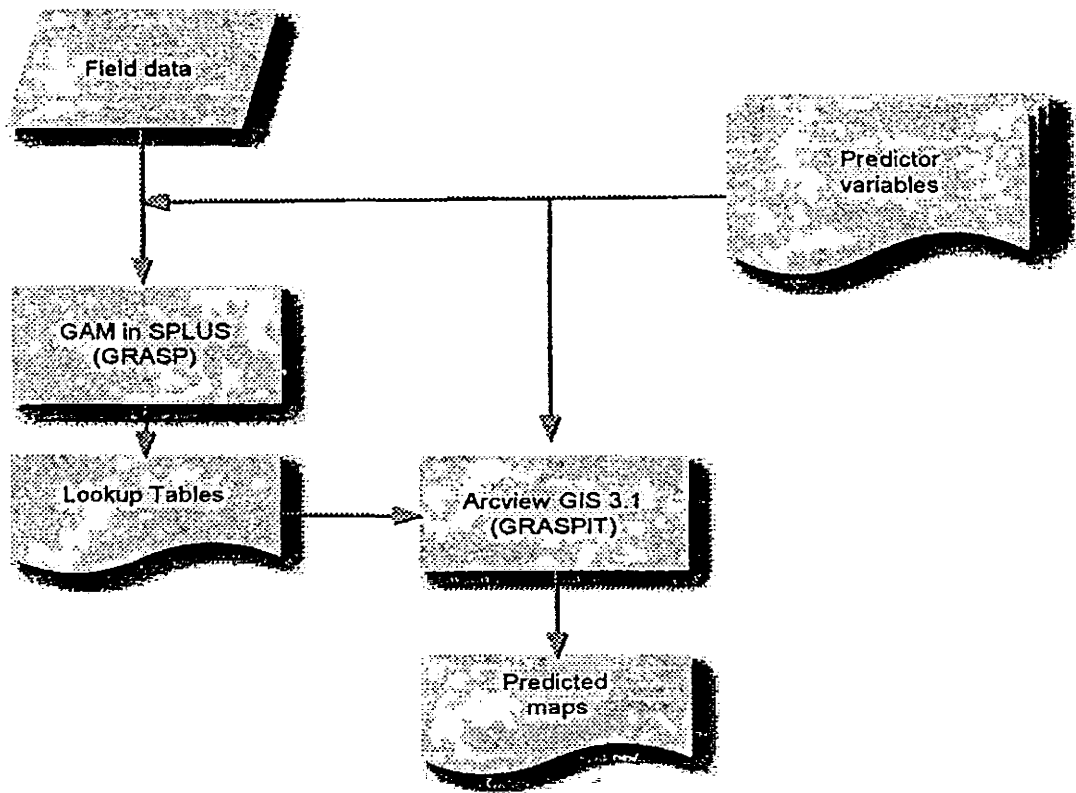 Field data
Predictor
variables
GAM in SPLUS
(GRASP)
Lookup Tables
Arcview GIS 3.1
(GRASPIT)
Predicted
maps